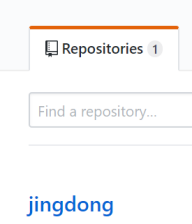 Repositories 1
Find a repository...
jingdong